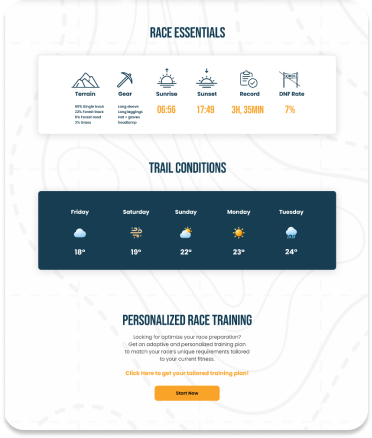 RACE ESSENTIALS
Terrain Gear Sunrise Sunset Record DNF Rate
69% Single track
22% Forest track
6% Forest road
3% Grass
Long sleeve
Long leggings
Hat + gloves
headlamp
06:56 17:49 3H, 35MIN 7%
TRAIL CONDITIONS
Friday Saturday Sunday Monday Tuesday
18° 19° 22° 23° 24°
PERSONALIZED RACE TRAINING
Looking for optimize your race preparation?
Get an adaptive and personalized training plan
to match your race's unique requirements tailored
to your current fitness.
Click Here to get your tailored training plan!
Start Now